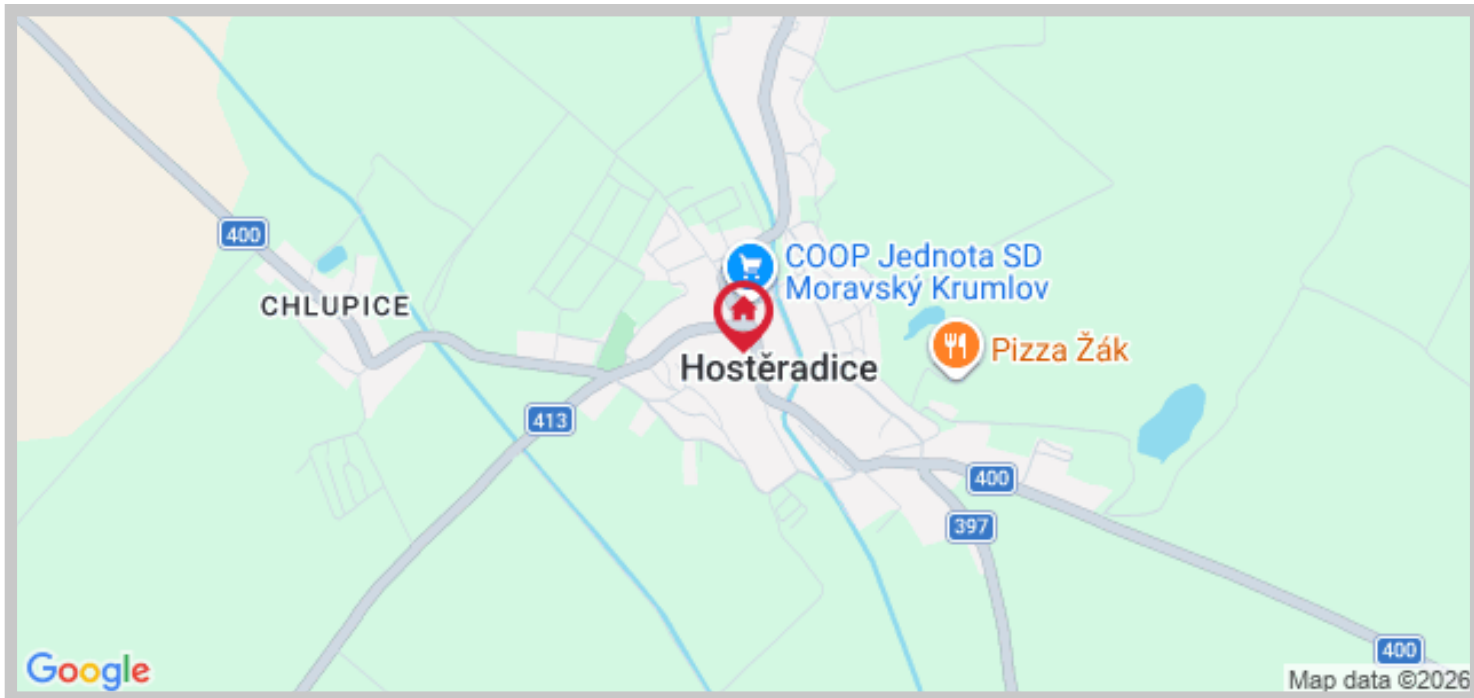 400
COOP Jednota SD
Moravský Krumlov
CHLUPICE
Pizza Žák
Hostěradice
413
400
397
400
Google
Map data ©2026